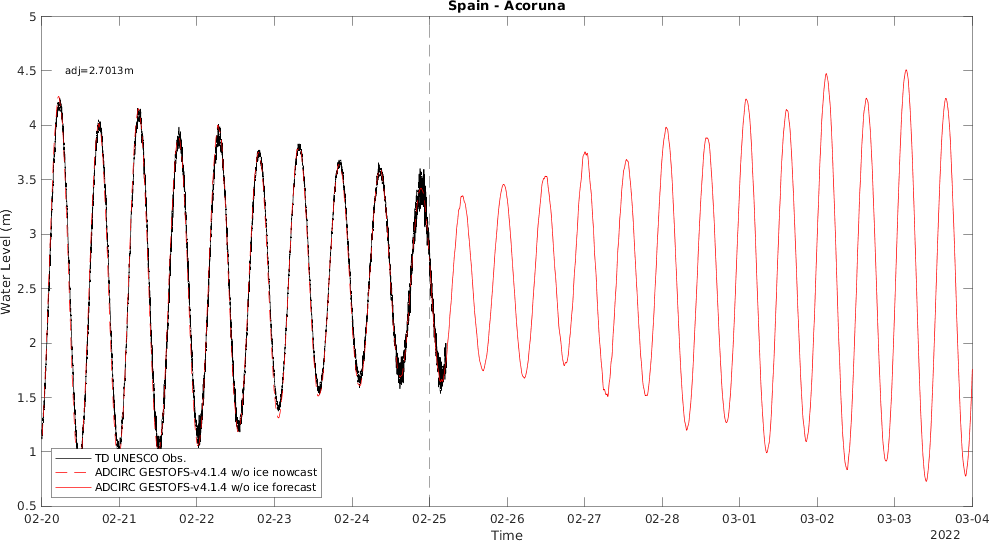 Spain - Acoruna
5
4.5
4
3.5
3
2.5
2
1.5
1
0.5
Water Level (m)
adj=2.7013m
TD UNESCO Obs.
ADCIRC GESTOFS-v4.1.4 w/o ice nowcast
ADCIRC GESTOFS-v4.1.4 w/o ice forecast
02-20 02-21 02-22 02-23 02-24 02-25 02-26 02-27 02-28 03-01 03-02 03-03 03-04
Time
2022